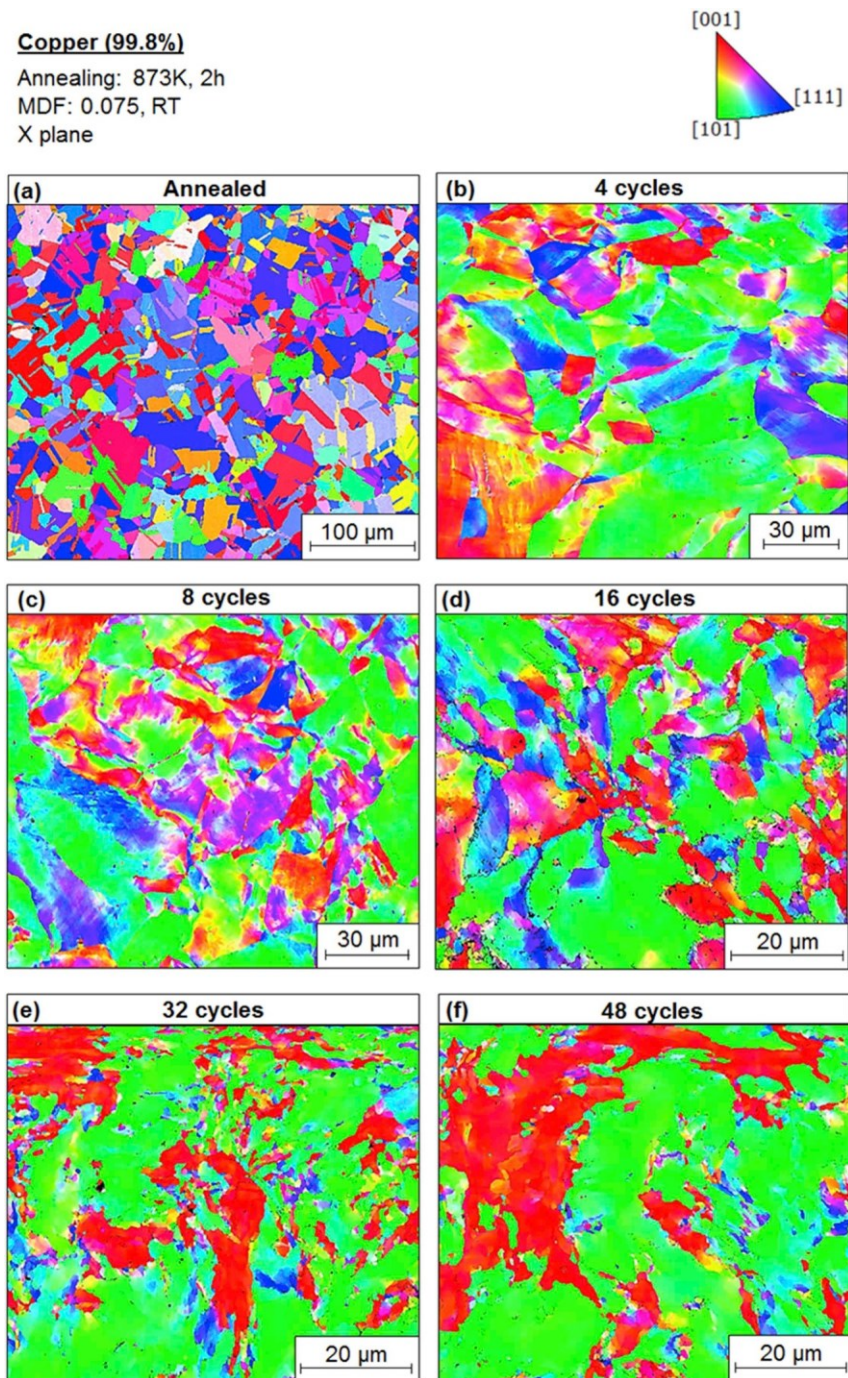 Copper (99.8%)
Annealing: 873K, 2h
MDF: 0.075, RT
X plane
[001]
[111]
[101]
(a) Annealed
100 µm
(b) 4 cycles
30 µm
(c) 8 cycles
30 µm
(d) 16 cycles
20 µm
(e) 32 cycles
20 µm
(f) 48 cycles
20 µm